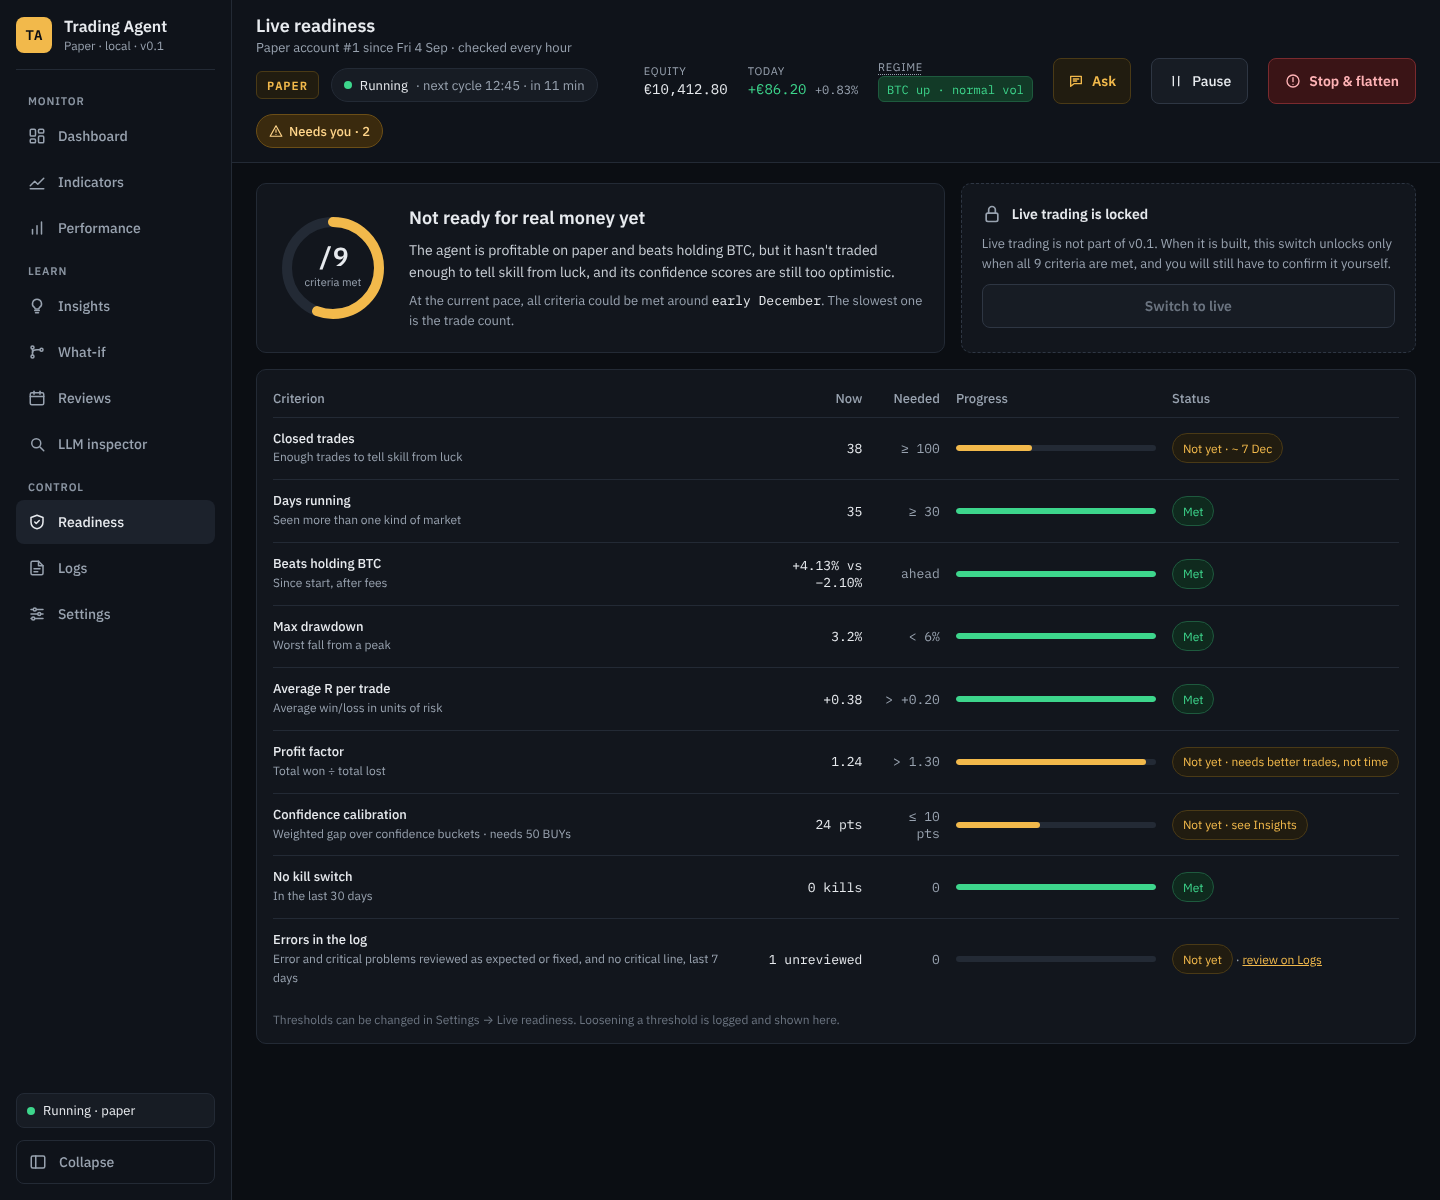 TA
Trading Agent
Paper · local · v0.1
MONITOR
Dashboard
Indicators
Performance
LEARN
Insights
What-if
Reviews
LLM inspector
CONTROL
Readiness
Logs
Settings
Running · paper
Collapse
Live readiness
Paper account #1 since Fri 4 Sep · checked every hour
PAPER
Running · next cycle 12:45 · in 11 min
EQUITY
€10,412.80
TODAY
+€86.20 +0.83%
REGIME
BTC up · normal vol
Ask
Pause
Stop & flatten
Needs you · 2
/9
criteria met
Not ready for real money yet
The agent is profitable on paper and beats holding BTC, but it hasn't traded
enough to tell skill from luck, and its confidence scores are still too optimistic.
At the current pace, all criteria could be met around early December. The slowest one
is the trade count.
Live trading is locked
Live trading is not part of v0.1. When it is built, this switch unlocks only
when all 9 criteria are met, and you will still have to confirm it yourself.
Switch to live
Criterion Now Needed Progress Status
Closed trades
Enough trades to tell skill from luck
38 ≥ 100 Not yet · ~ 7 Dec
Days running
Seen more than one kind of market
35 ≥ 30 Met
Beats holding BTC
Since start, after fees
+4.13% vs
−2.10%
ahead Met
Max drawdown
Worst fall from a peak
3.2% < 6% Met
Average R per trade
Average win/loss in units of risk
+0.38 > +0.20 Met
Profit factor
Total won ÷ total lost
1.24 > 1.30 Not yet · needs better trades, not time
Confidence calibration
Weighted gap over confidence buckets · needs 50 BUYs
24 pts
≤ 10
pts
Not yet · see Insights
No kill switch
In the last 30 days
0 kills 0 Met
Errors in the log
Error and critical problems reviewed as expected or fixed, and no critical line, last 7
days
1 unreviewed 0 Not yet · review on Logs
Thresholds can be changed in Settings → Live readiness. Loosening a threshold is logged and shown here.